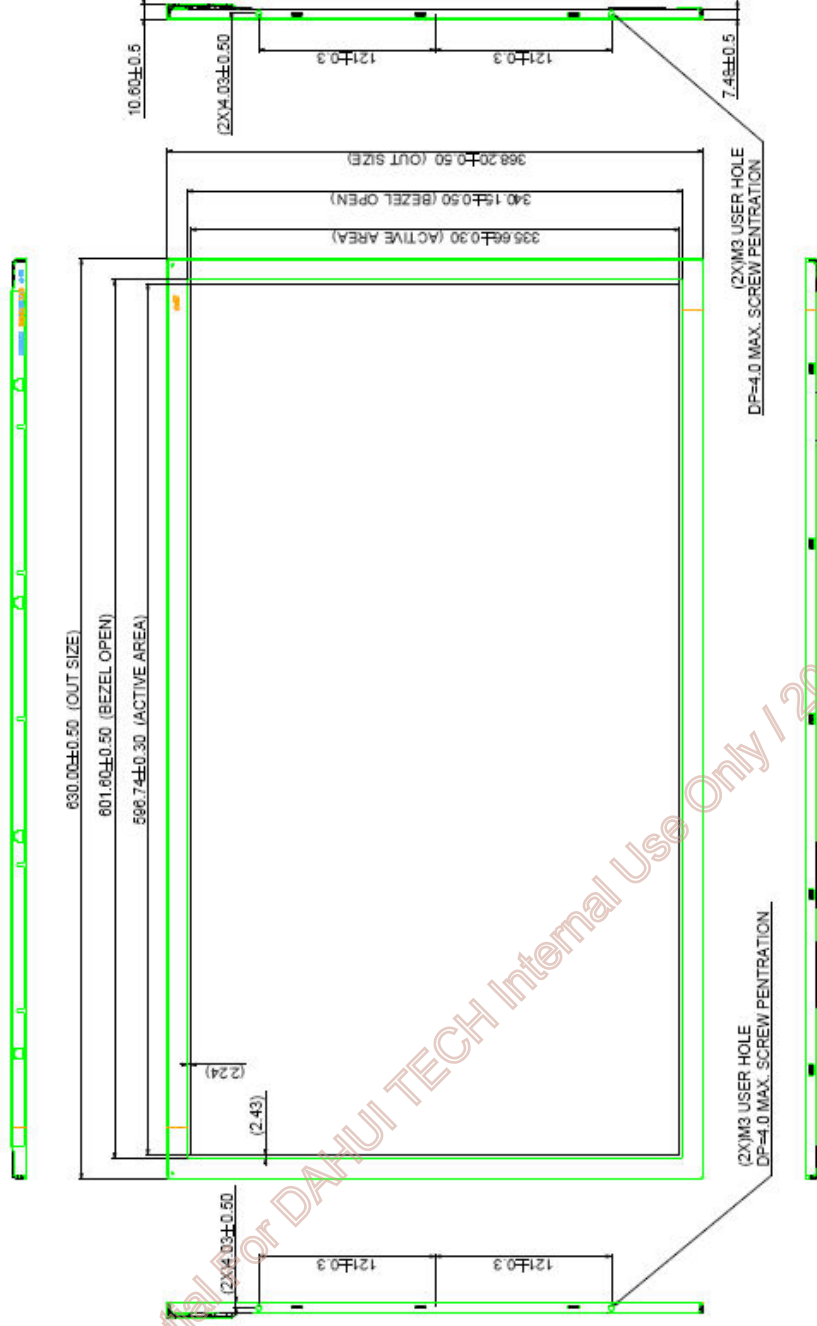 10.60±0.5
(2X)4.03±0.50
121±0.3
121±0.3
7.48±0.5
(2X)M3 USER HOLE
DP=4.0 MAX. SCREW PENTRATION
368.20±0.50 (OUT SIZE)
340.15±0.50 (BEZEL OPEN)
335.66±0.30 (ACTIVE AREA)
630.00±0.50 (OUT SIZE)
601.60±0.50 (BEZEL OPEN)
596.74±0.30 (ACTIVE AREA)
(2.24)
(2.43)
(2X)4.03±0.50
121±0.3
121±0.3
(2X)M3 USER HOLE
DP=4.0 MAX. SCREW PENTRATION
For DAHUI TECH Internal Use Only / 20